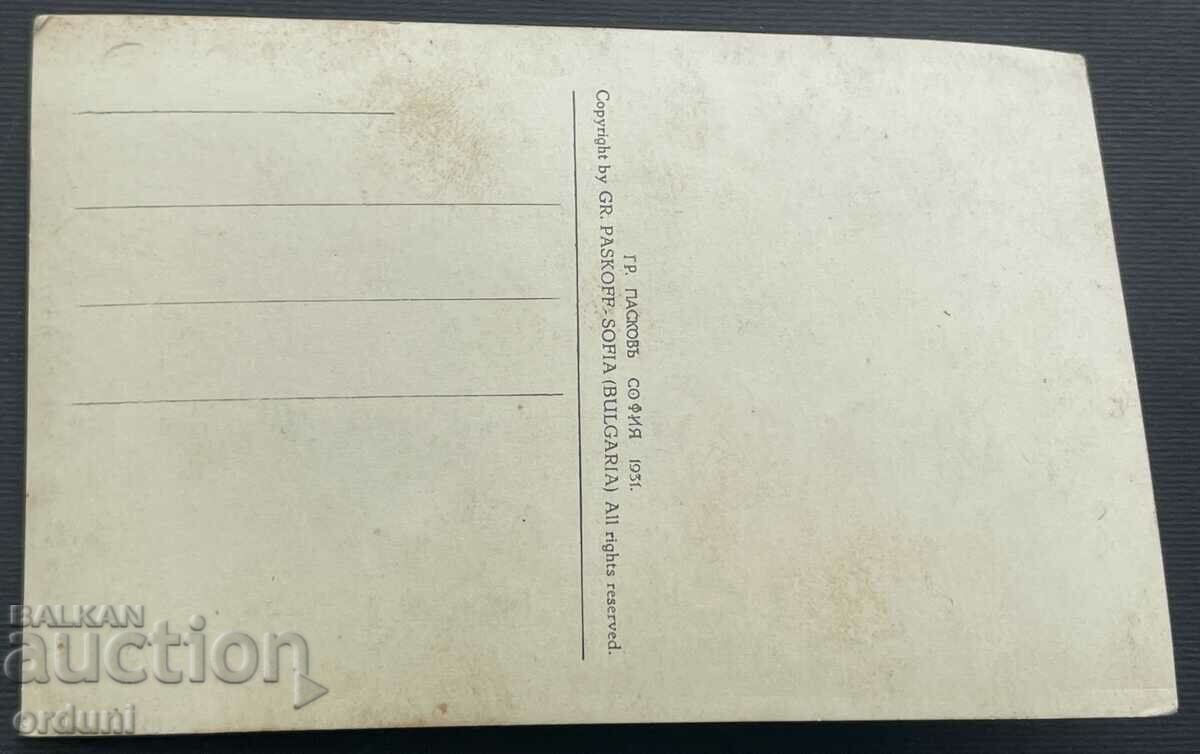 ГР. ПАСКОВЪ СОФИЯ 1931.
Copyright by GR. PASKOFF - SOFIA (BULGARIA) All rights reserved.
BALKAN
auction
orduni